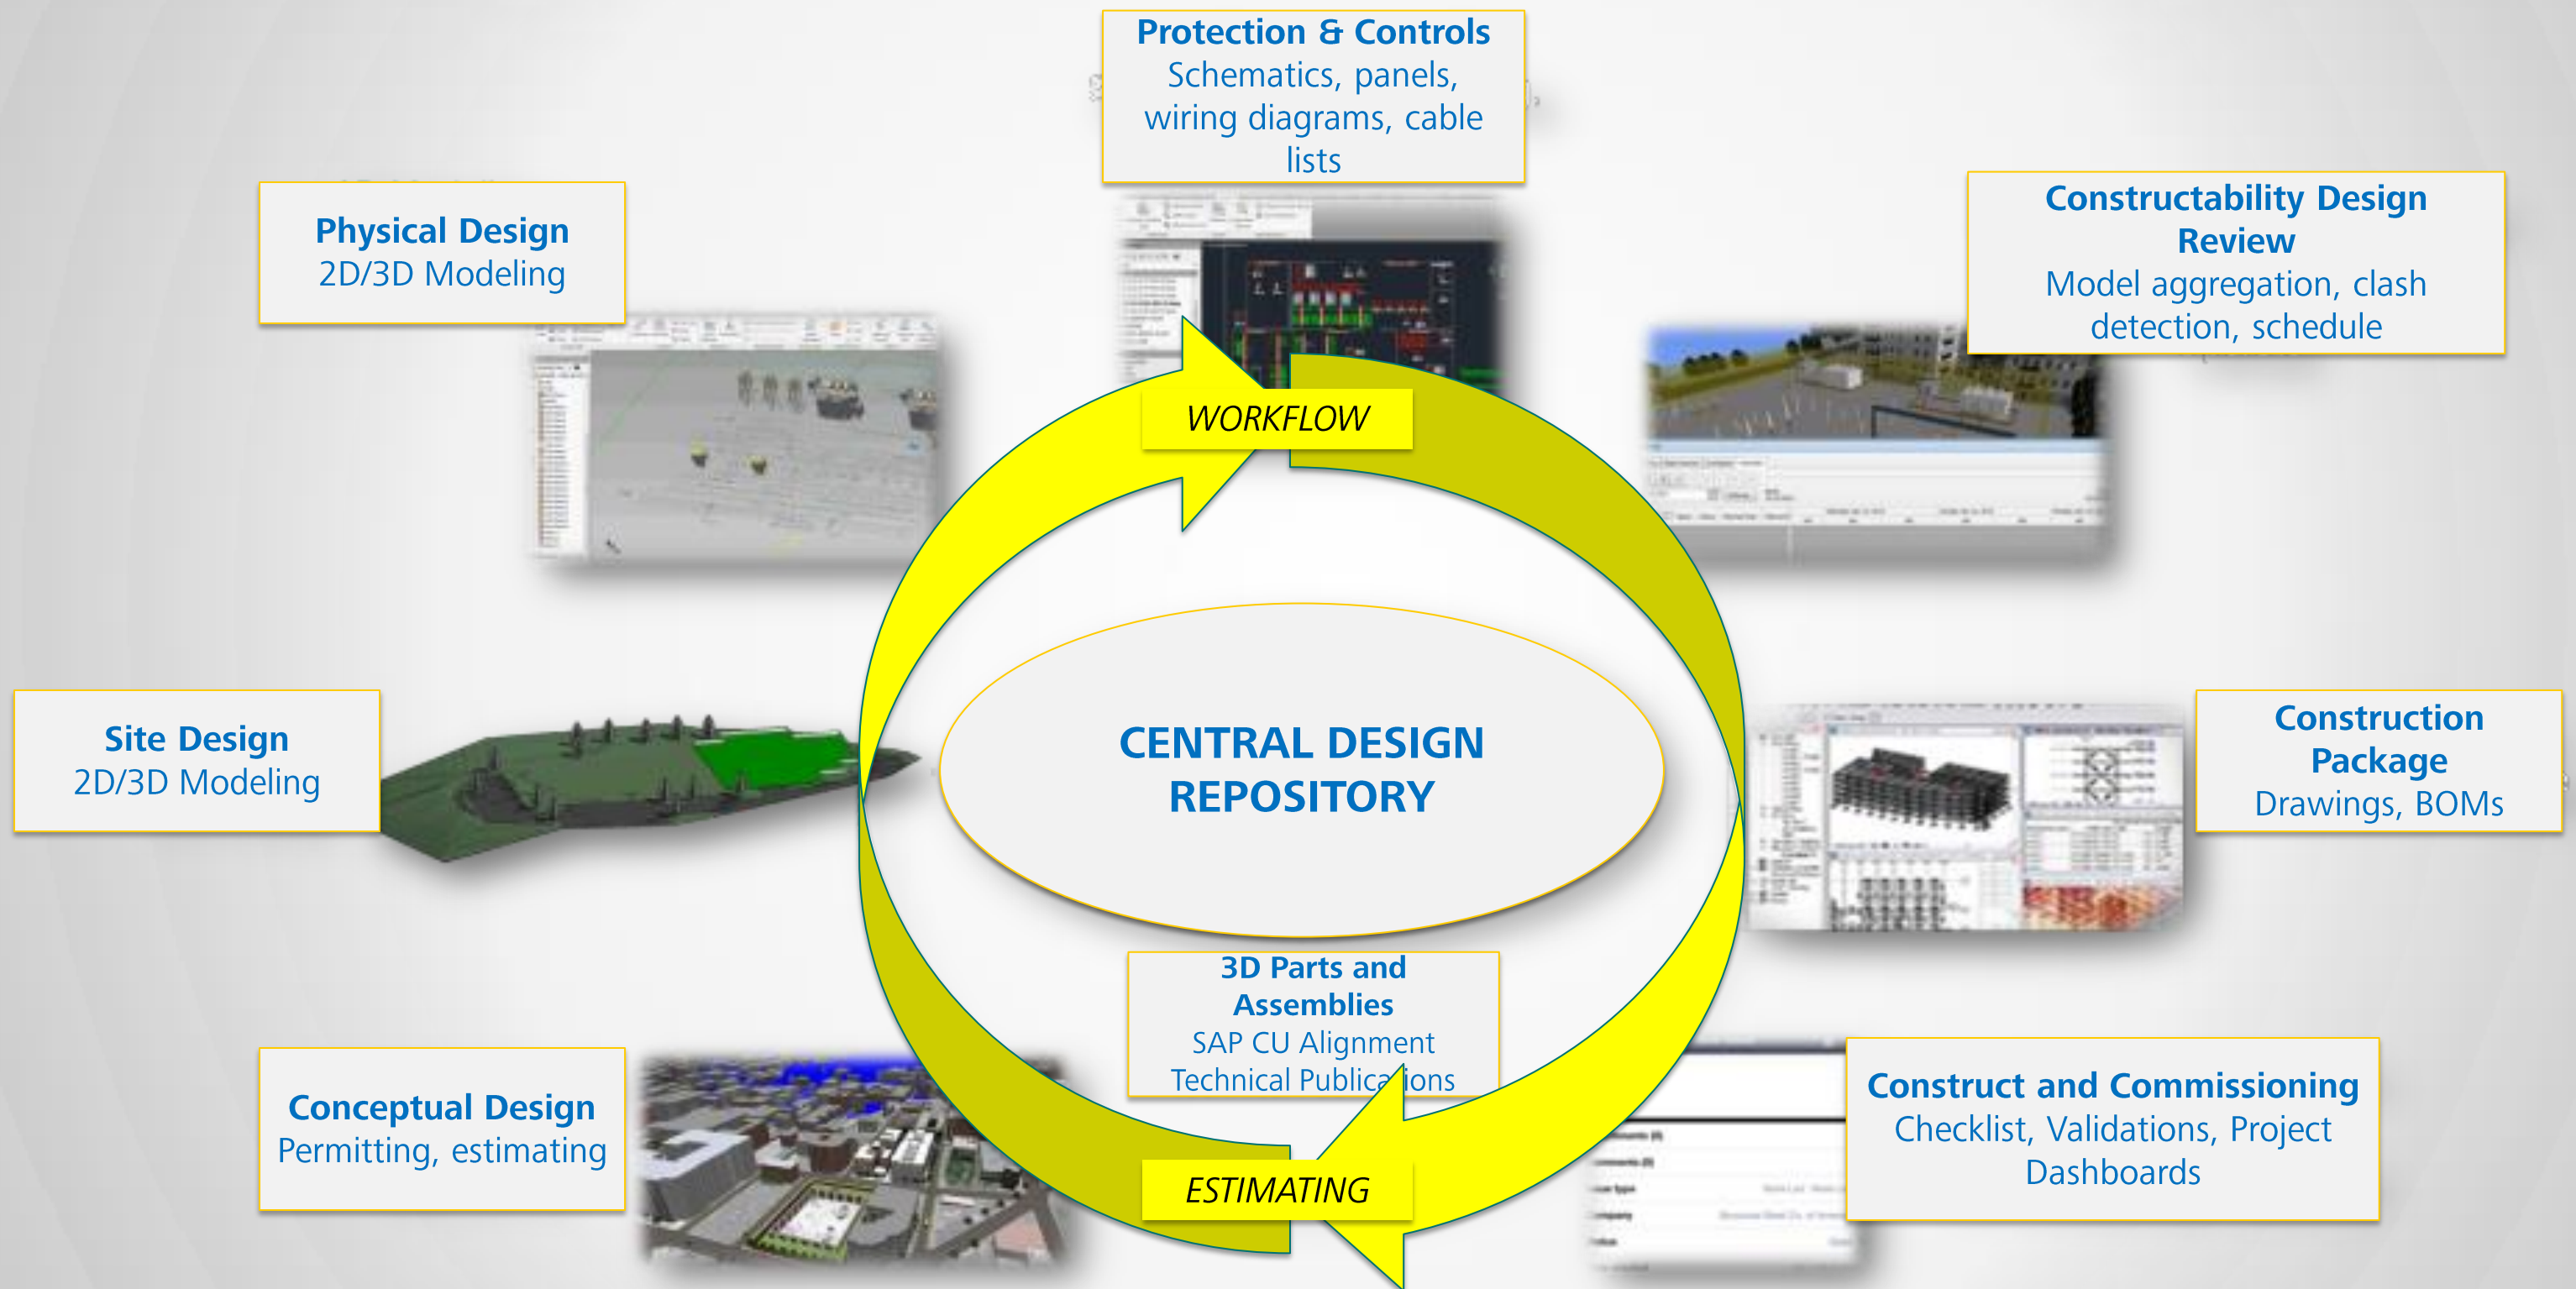 Protection & Controls
Schematics, panels,
wiring diagrams, cable
lists
Physical Design
2D/3D Modeling
Constructability Design
Review
Model aggregation, clash
detection, schedule
WORKFLOW
Site Design
2D/3D Modeling
CENTRAL DESIGN
REPOSITORY
Construction
Package
Drawings, BOMs
3D Parts and
Assemblies
SAP CU Alignment
Technical Publications
Conceptual Design
Permitting, estimating
Construct and Commissioning
Checklist, Validations, Project
Dashboards
ESTIMATING